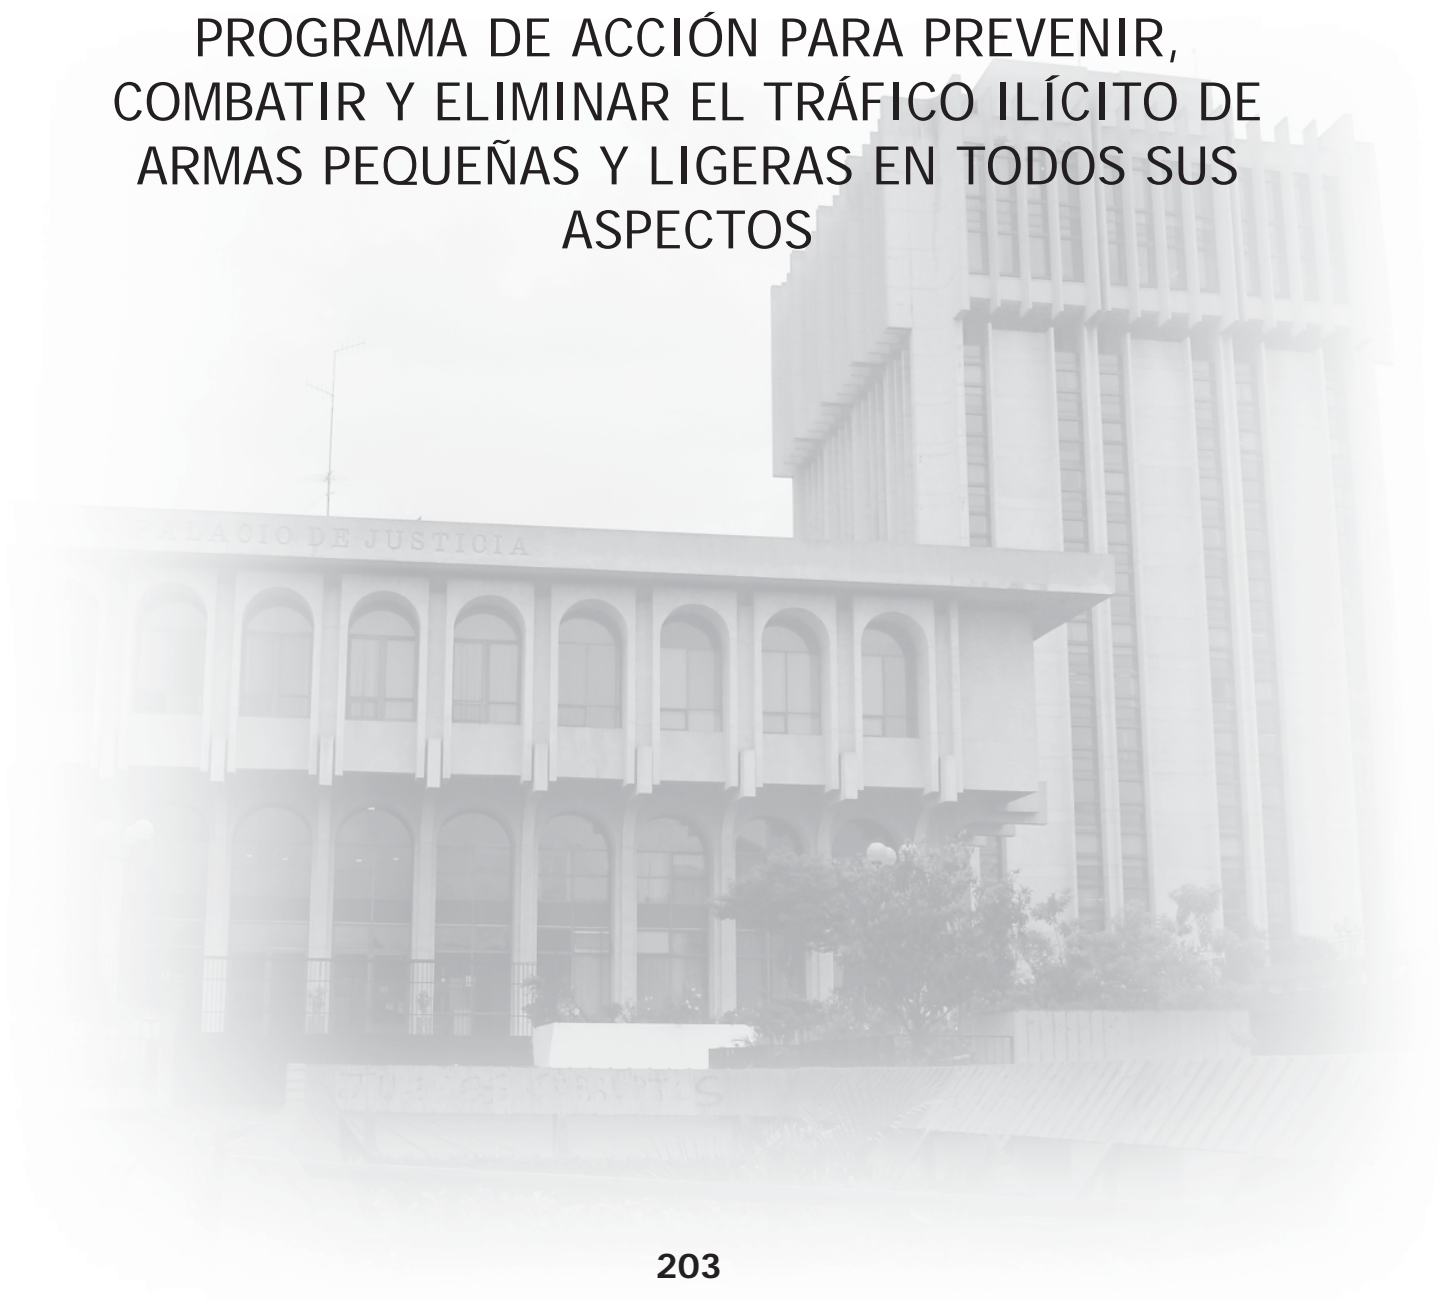 PROGRAMA DE ACCIÓN PARA PREVENIR,
COMBATIR Y ELIMINAR EL TRÁFICO ILÍCITO DE
ARMAS PEQUEÑAS Y LIGERAS EN TODOS SUS
ASPECTOS
PALACIO DE JUSTICIA
203